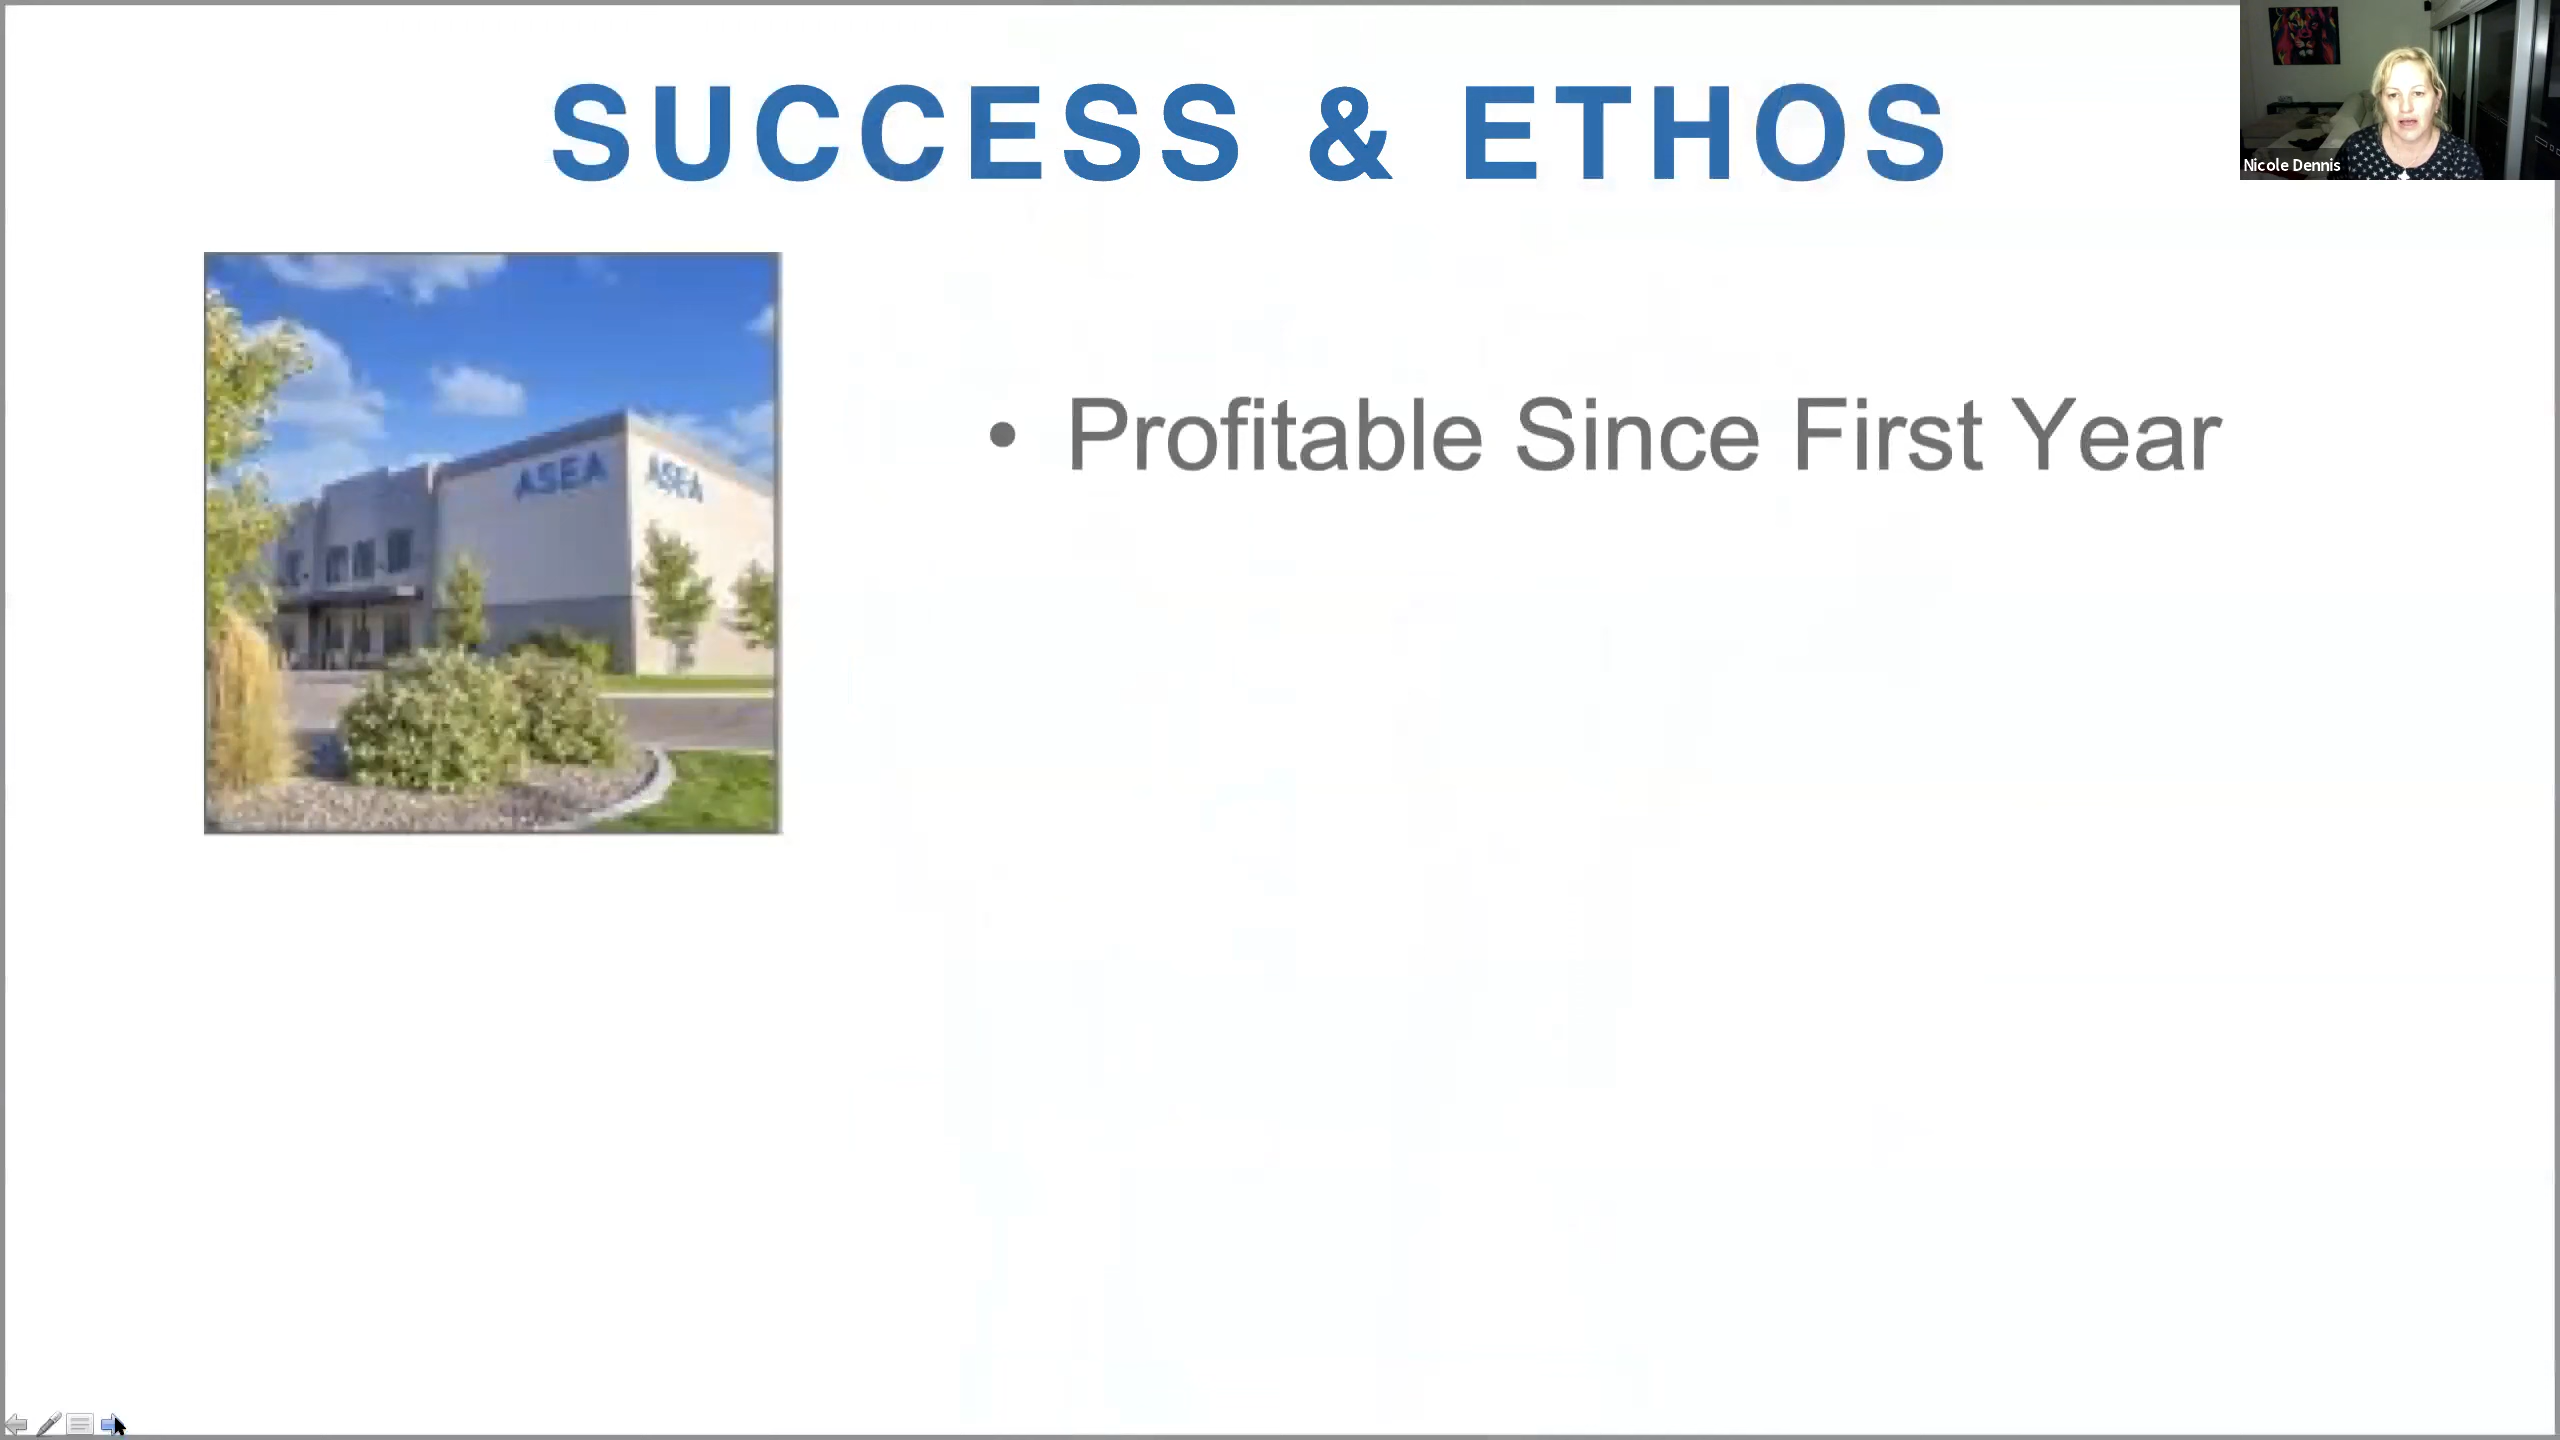 SUCCESS & ETHOS
Nicole Dennis
ASEA ASEA
• Profitable Since First Year